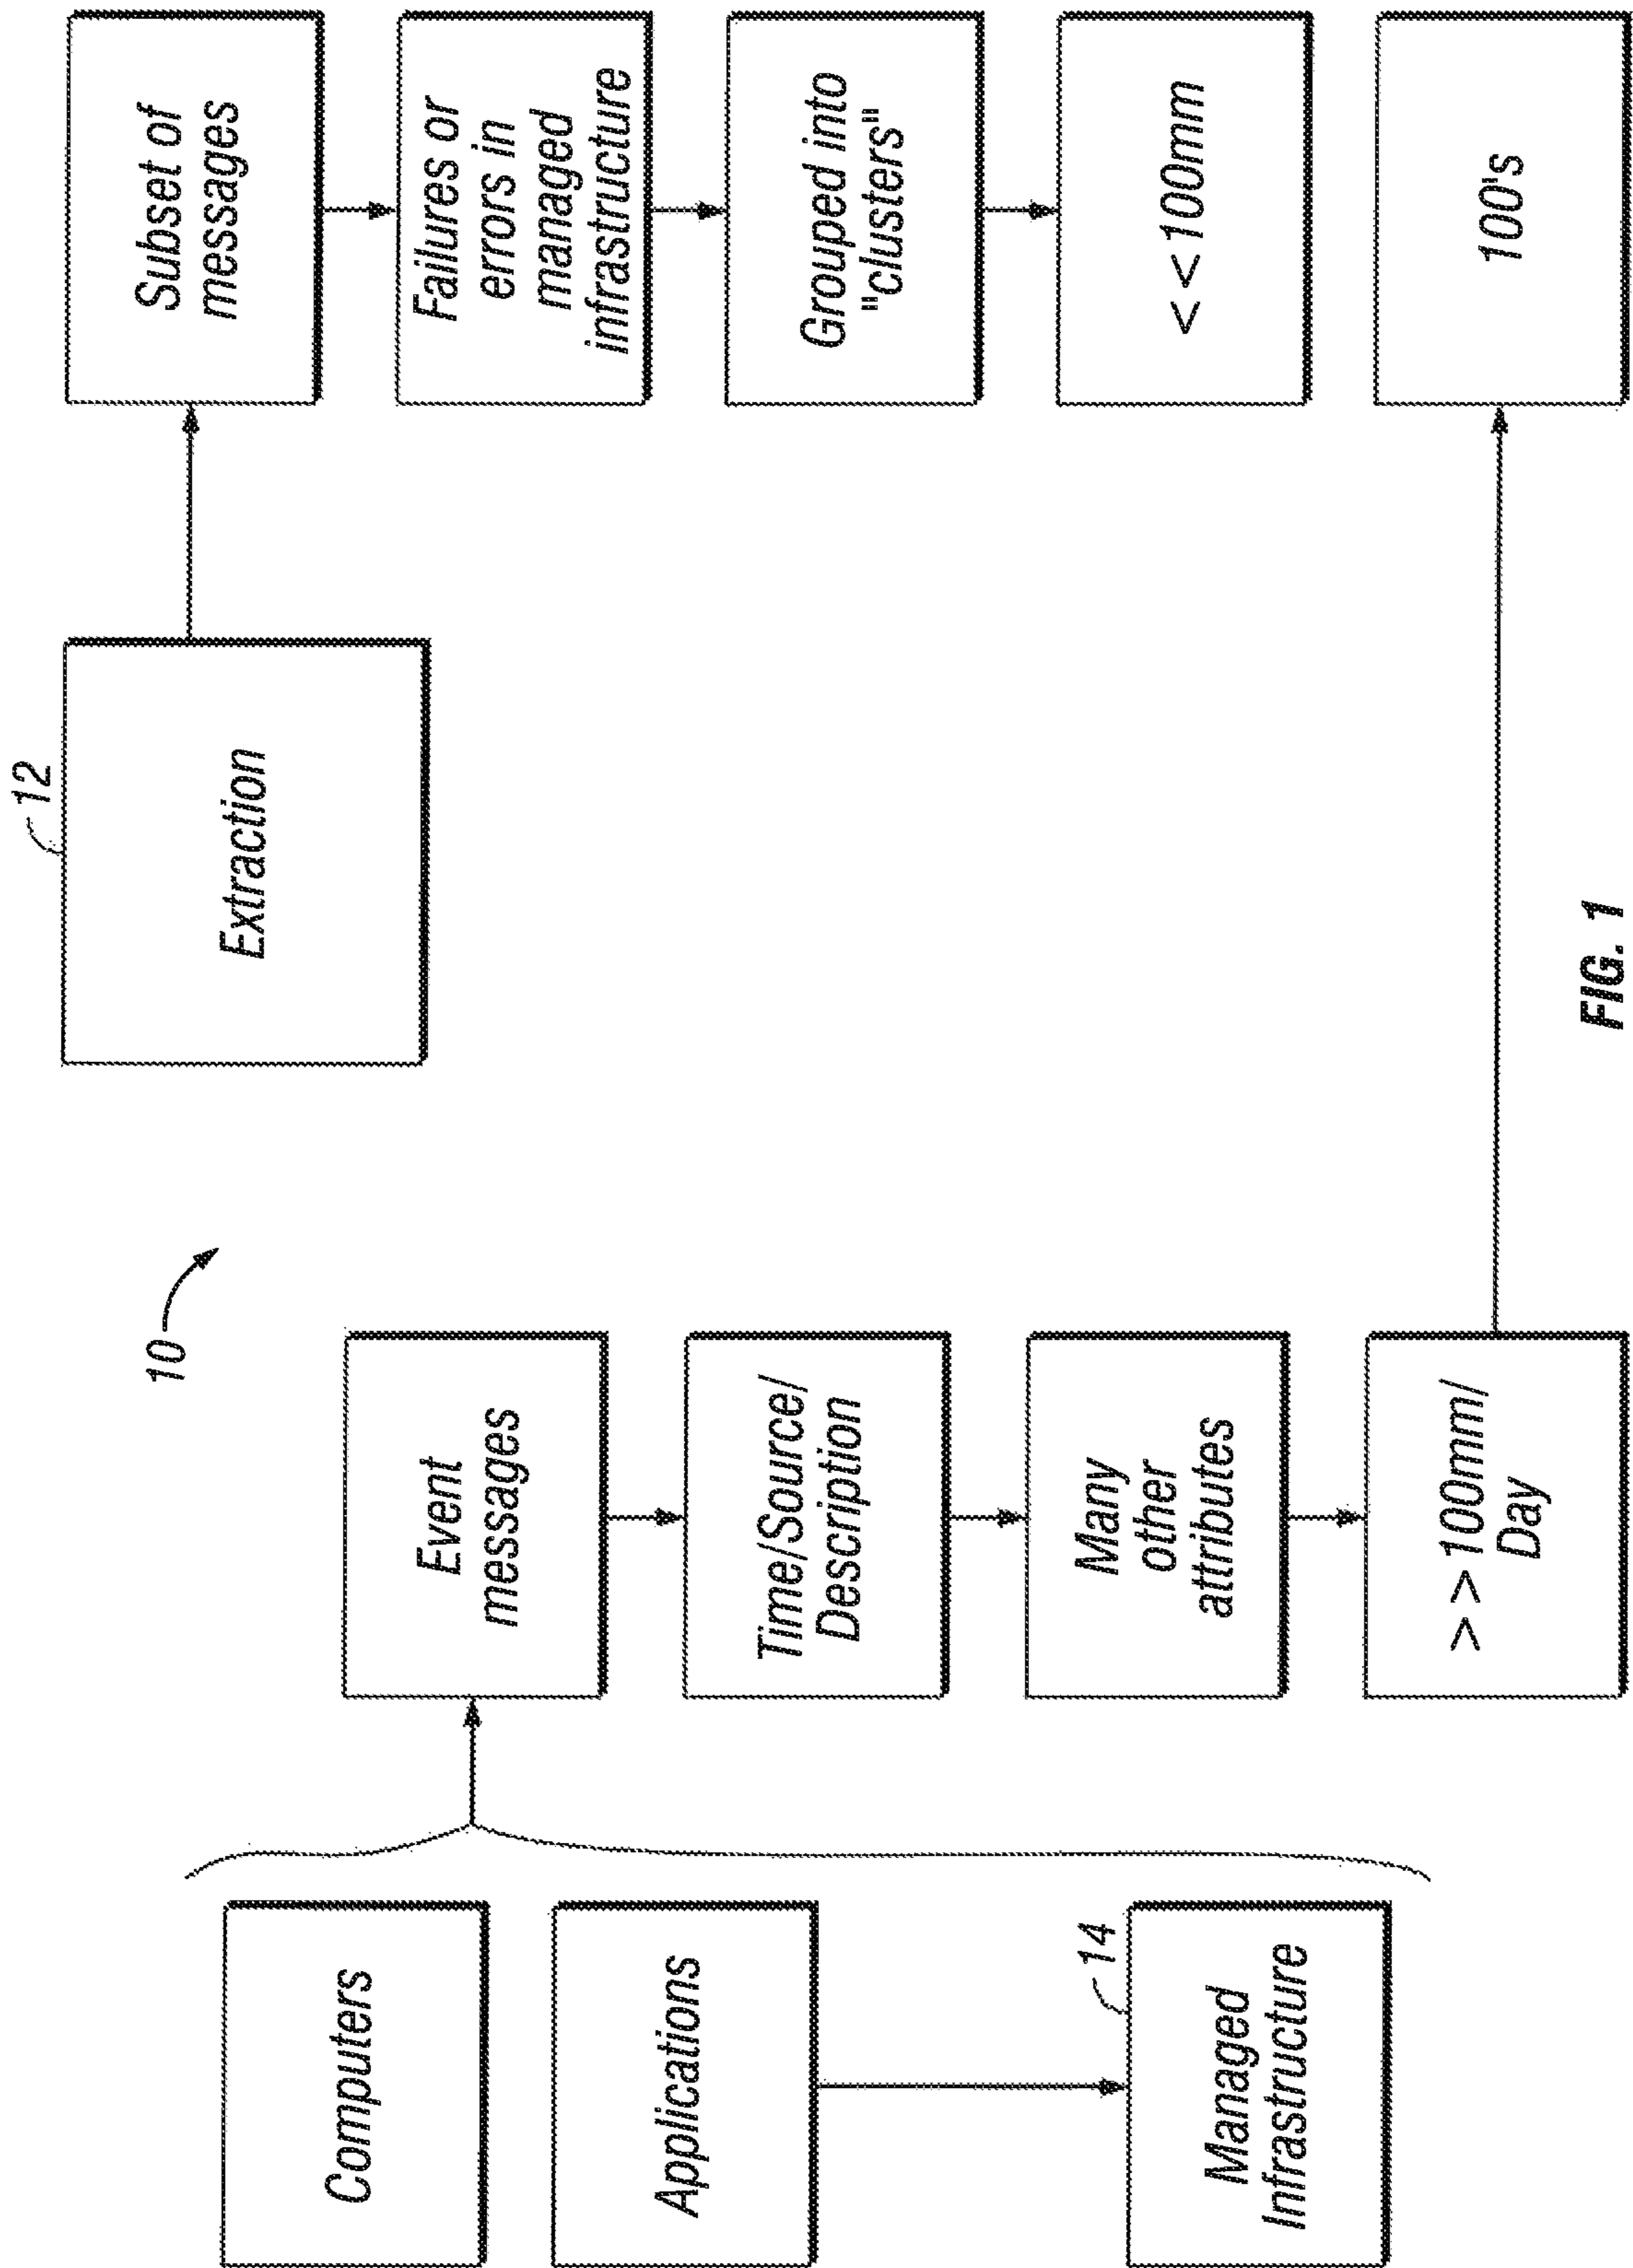 Computers
Applications
14
Managed
Infrastructure
Event
messages
Time/Source/
Description
Many
other
attributes
>>100mm/
Day
10
12
Extraction
Subset of
messages
Failures or
errors in
managed
infrastructure
Grouped into
"clusters"
<<100mm
100's
FIG. 1